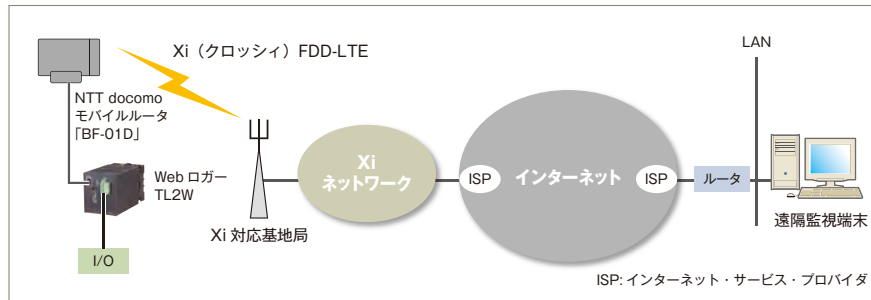 Xi（クロッシィ）FDD-LTE
LAN
NTT docomo
モバイルルータ
「BF-01D」
Web ロガー
TL2W
I/O
Xi 対応基地局
Xi
ネットワーク
ISP
インターネット
ISP
ルータ
遠隔監視端末
ISP: インターネット・サービス・プロバイダ